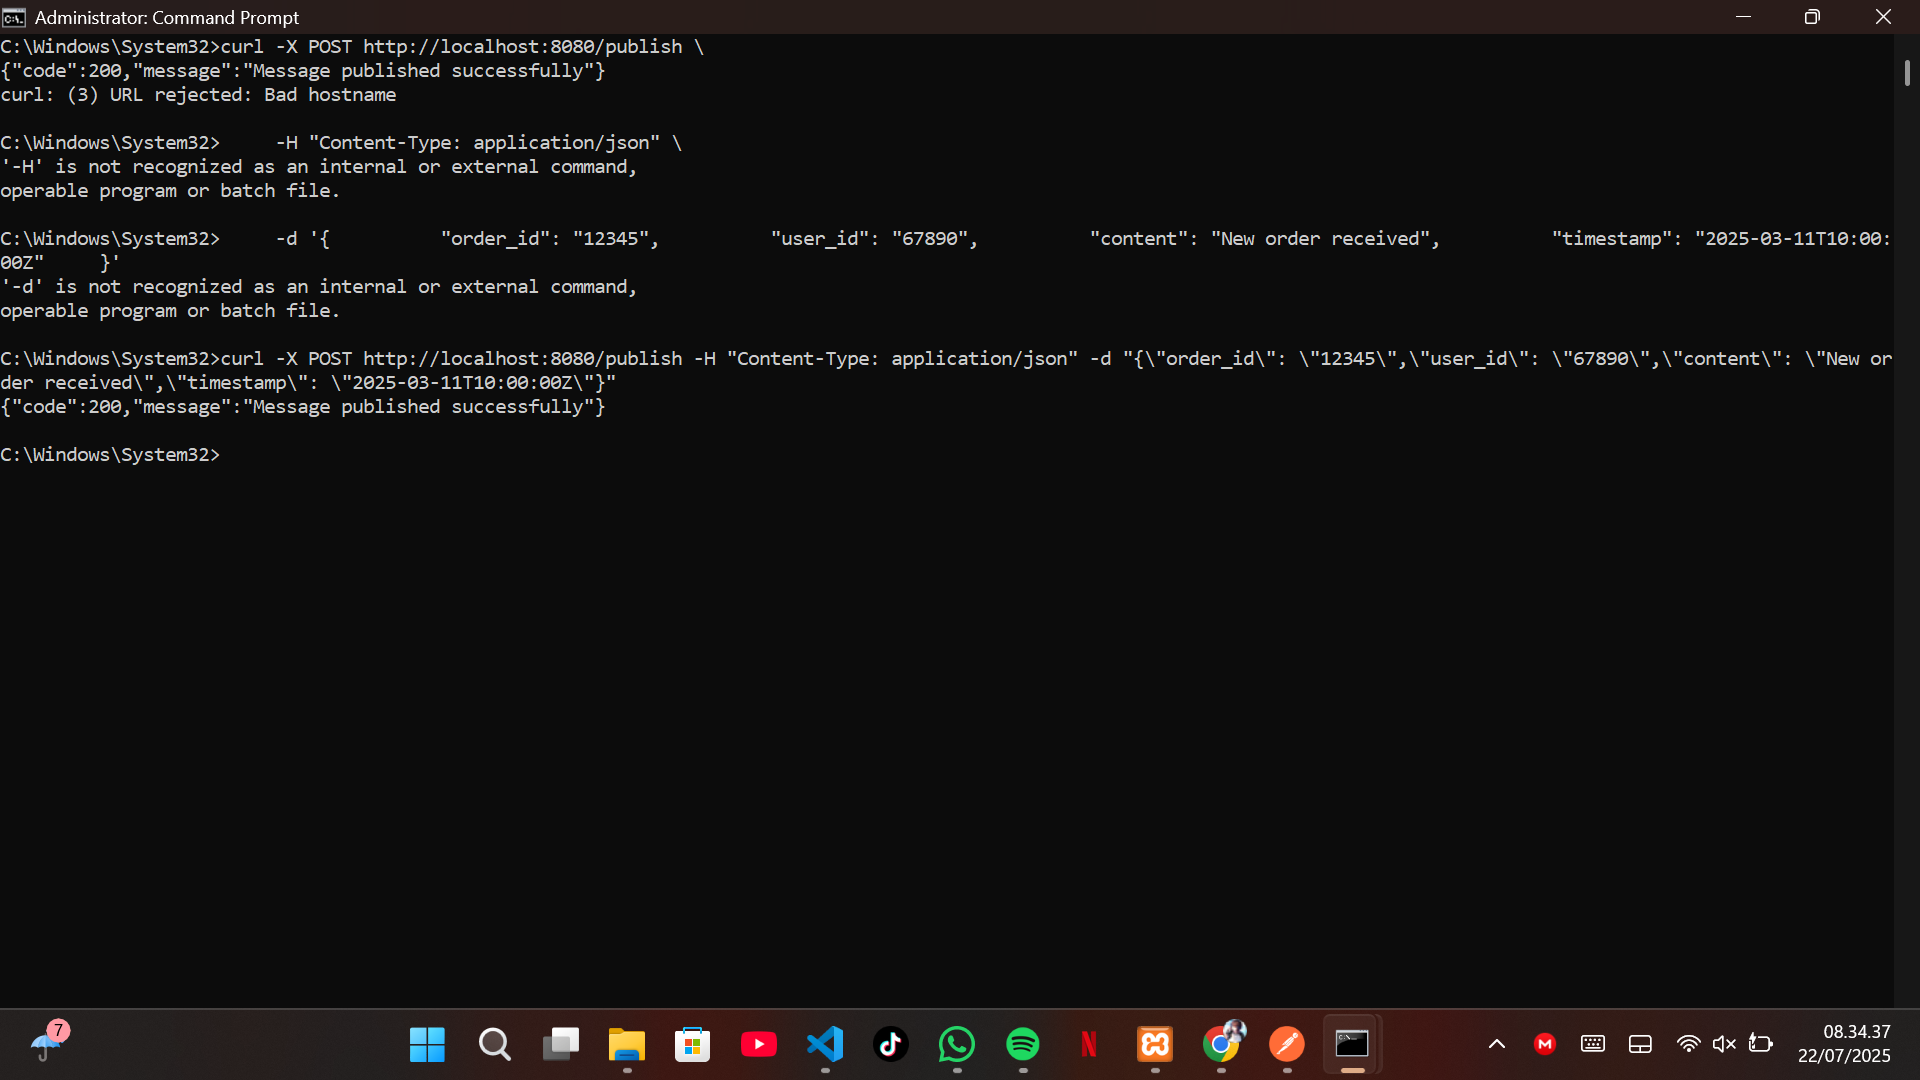 Administrator: Command Prompt
C:\Windows\System32>curl -X POST http://localhost:8080/publish \
{"code":200,"message":"Message published successfully"}
curl: (3) URL rejected: Bad hostname
C:\Windows\System32>     -H "Content-Type: application/json" \
'-H' is not recognized as an internal or external command,
operable program or batch file.
C:\Windows\System32>     -d '{          "order_id": "12345",          "user_id": "67890",          "content": "New order received",          "timestamp": "2025-03-11T10:00:
00Z"     }'
'-d' is not recognized as an internal or external command,
operable program or batch file.
C:\Windows\System32>curl -X POST http://localhost:8080/publish -H "Content-Type: application/json" -d "{\"order_id\": \"12345\",\"user_id\": \"67890\",\"content\": \"New or
der received\",\"timestamp\": \"2025-03-11T10:00:00Z\"}"
{"code":200,"message":"Message published successfully"}
C:\Windows\System32>
7
08.34.37
22/07/2025